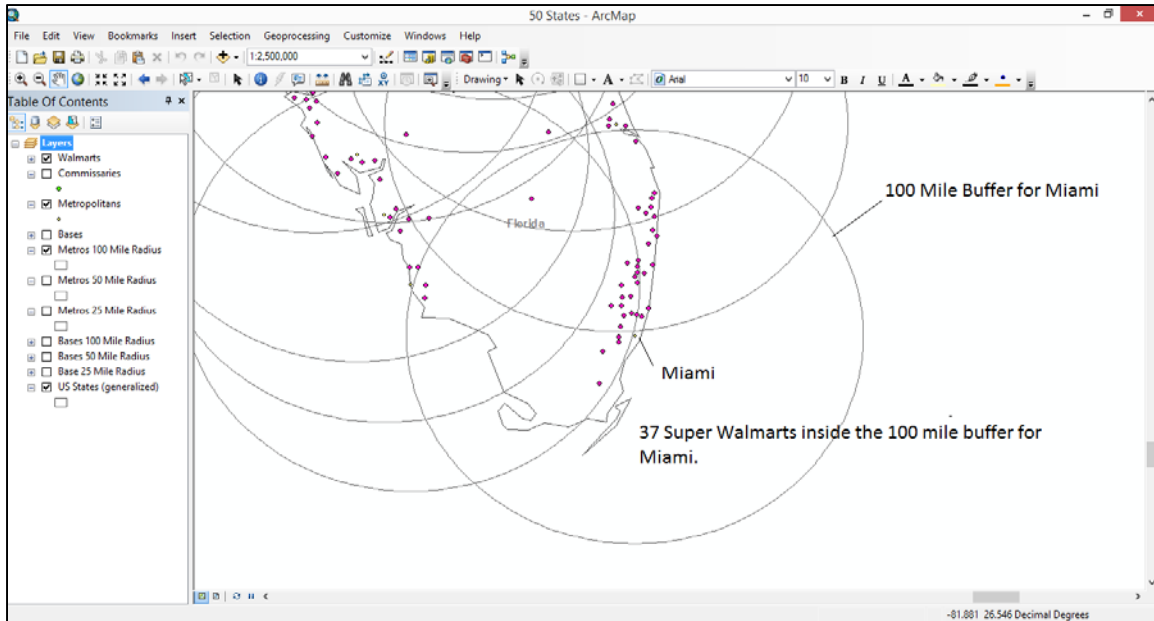 50 States - ArcMap
File Edit View Bookmarks Insert Selection Geoprocessing Customize Windows Help
1:2,500,000
Drawing A Arial 10 B I U A
Table Of Contents
Layers
Walmarts
Commissaries
Metropolitans
Bases
Metros 100 Mile Radius
Metros 50 Mile Radius
Metros 25 Mile Radius
Bases 100 Mile Radius
Bases 50 Mile Radius
Base 25 Mile Radius
US States (generalized)
Florida
100 Mile Buffer for Miami
Miami
37 Super Walmarts inside the 100 mile buffer for
Miami.
-81.881 26.546 Decimal Degrees